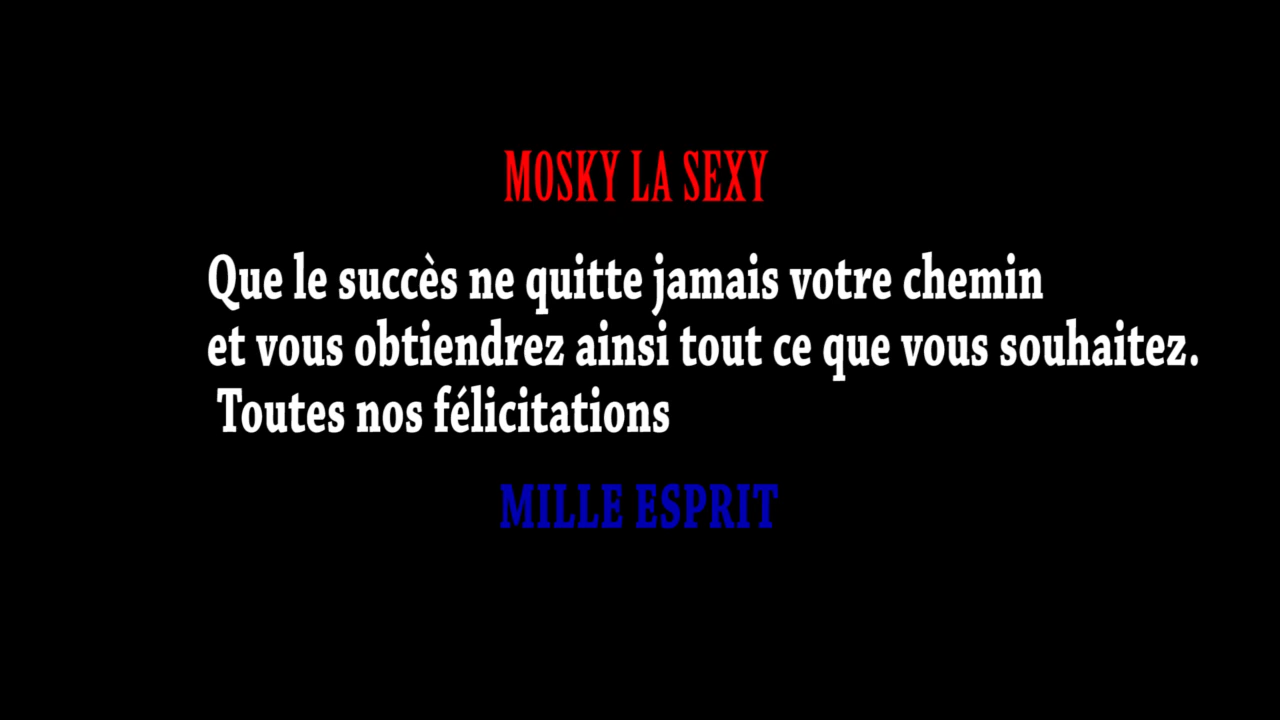 MOSKY LA SEXY
Que le succès ne quitte jamais votre chemin
et vous obtiendrez ainsi tout ce que vous souhaitez.
Toutes nos félicitations
MILLE ESPRIT